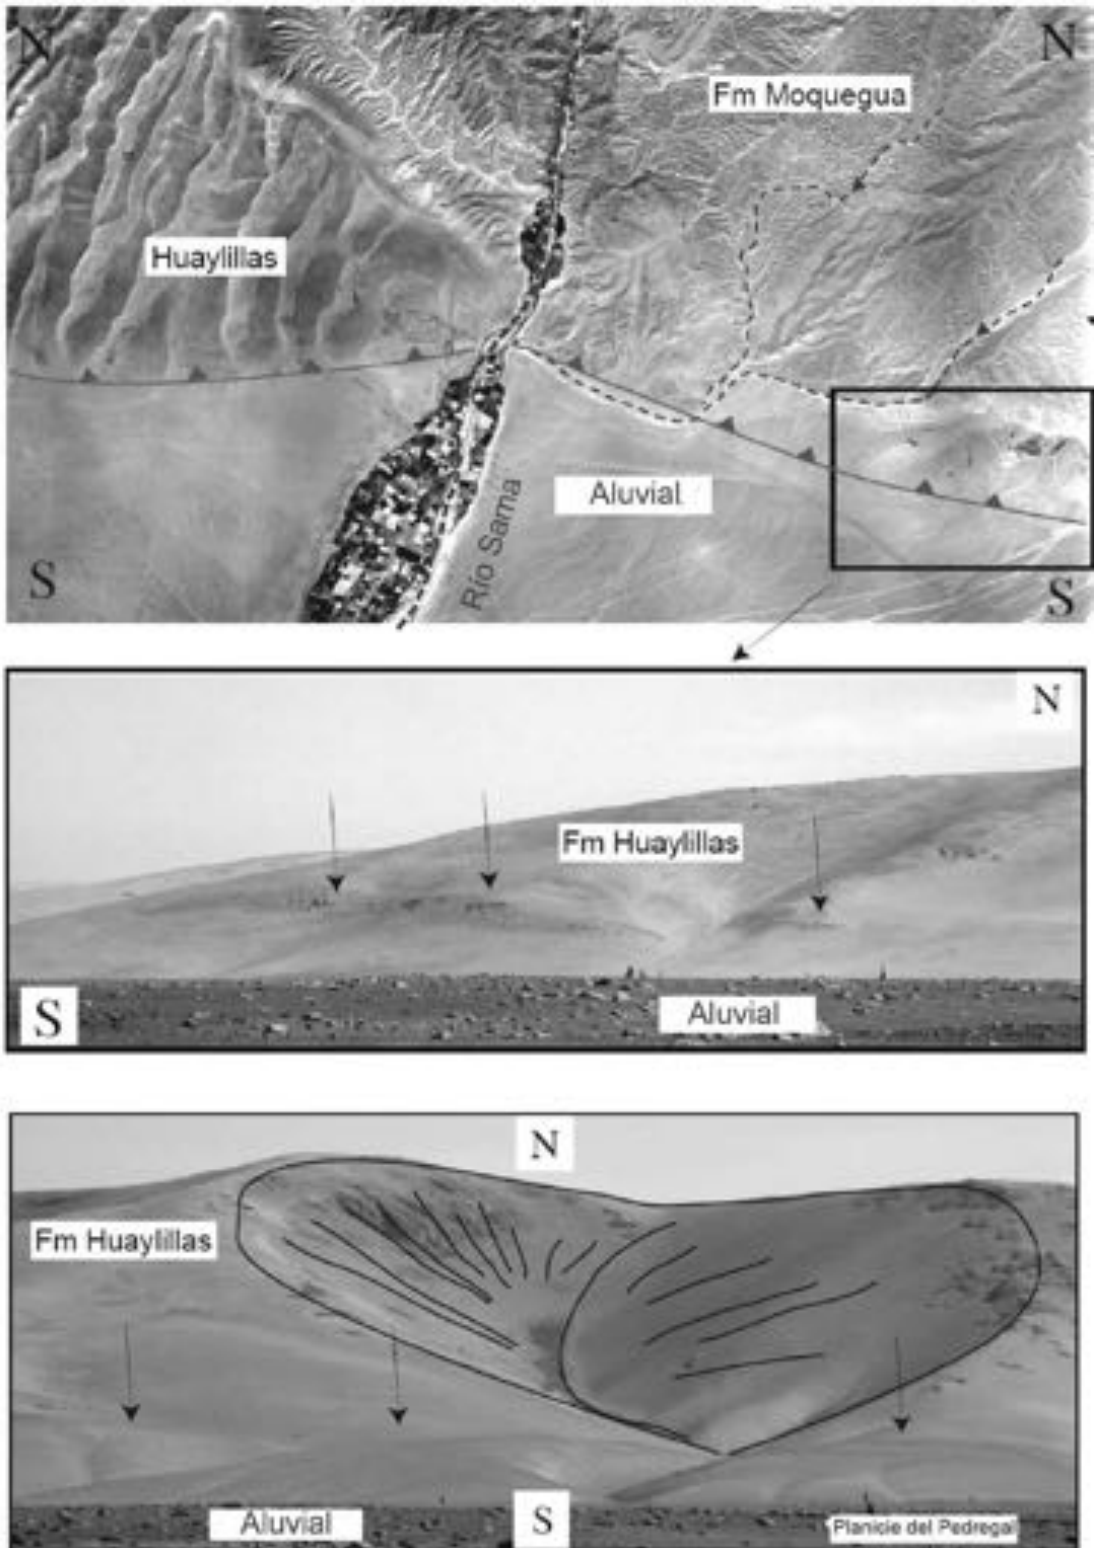 N
N
Fm Moquegua
Huaylillas
Aluvial
Río Sama
S
S
N
Fm Huaylillas
S
Aluvial
N
Fm Huaylillas
Aluvial
S
Planicie del Pedregal